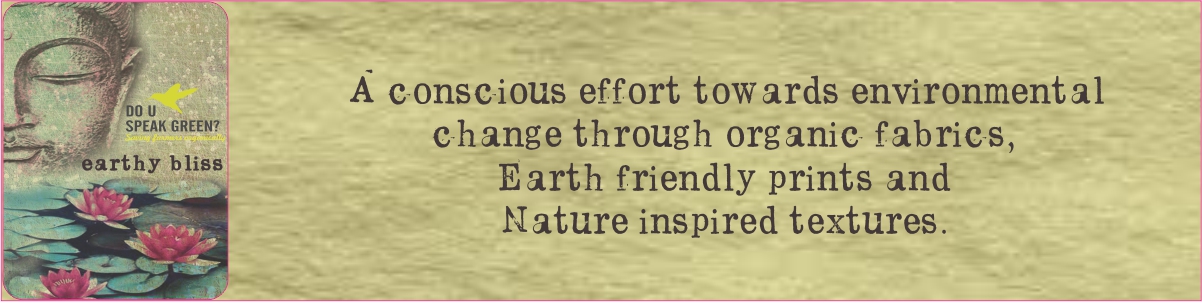 DO U
SPEAK GREEN?
earthy bliss
A conscious effort towards environmental
change through organic fabrics,
Earth friendly prints and
Nature inspired textures.